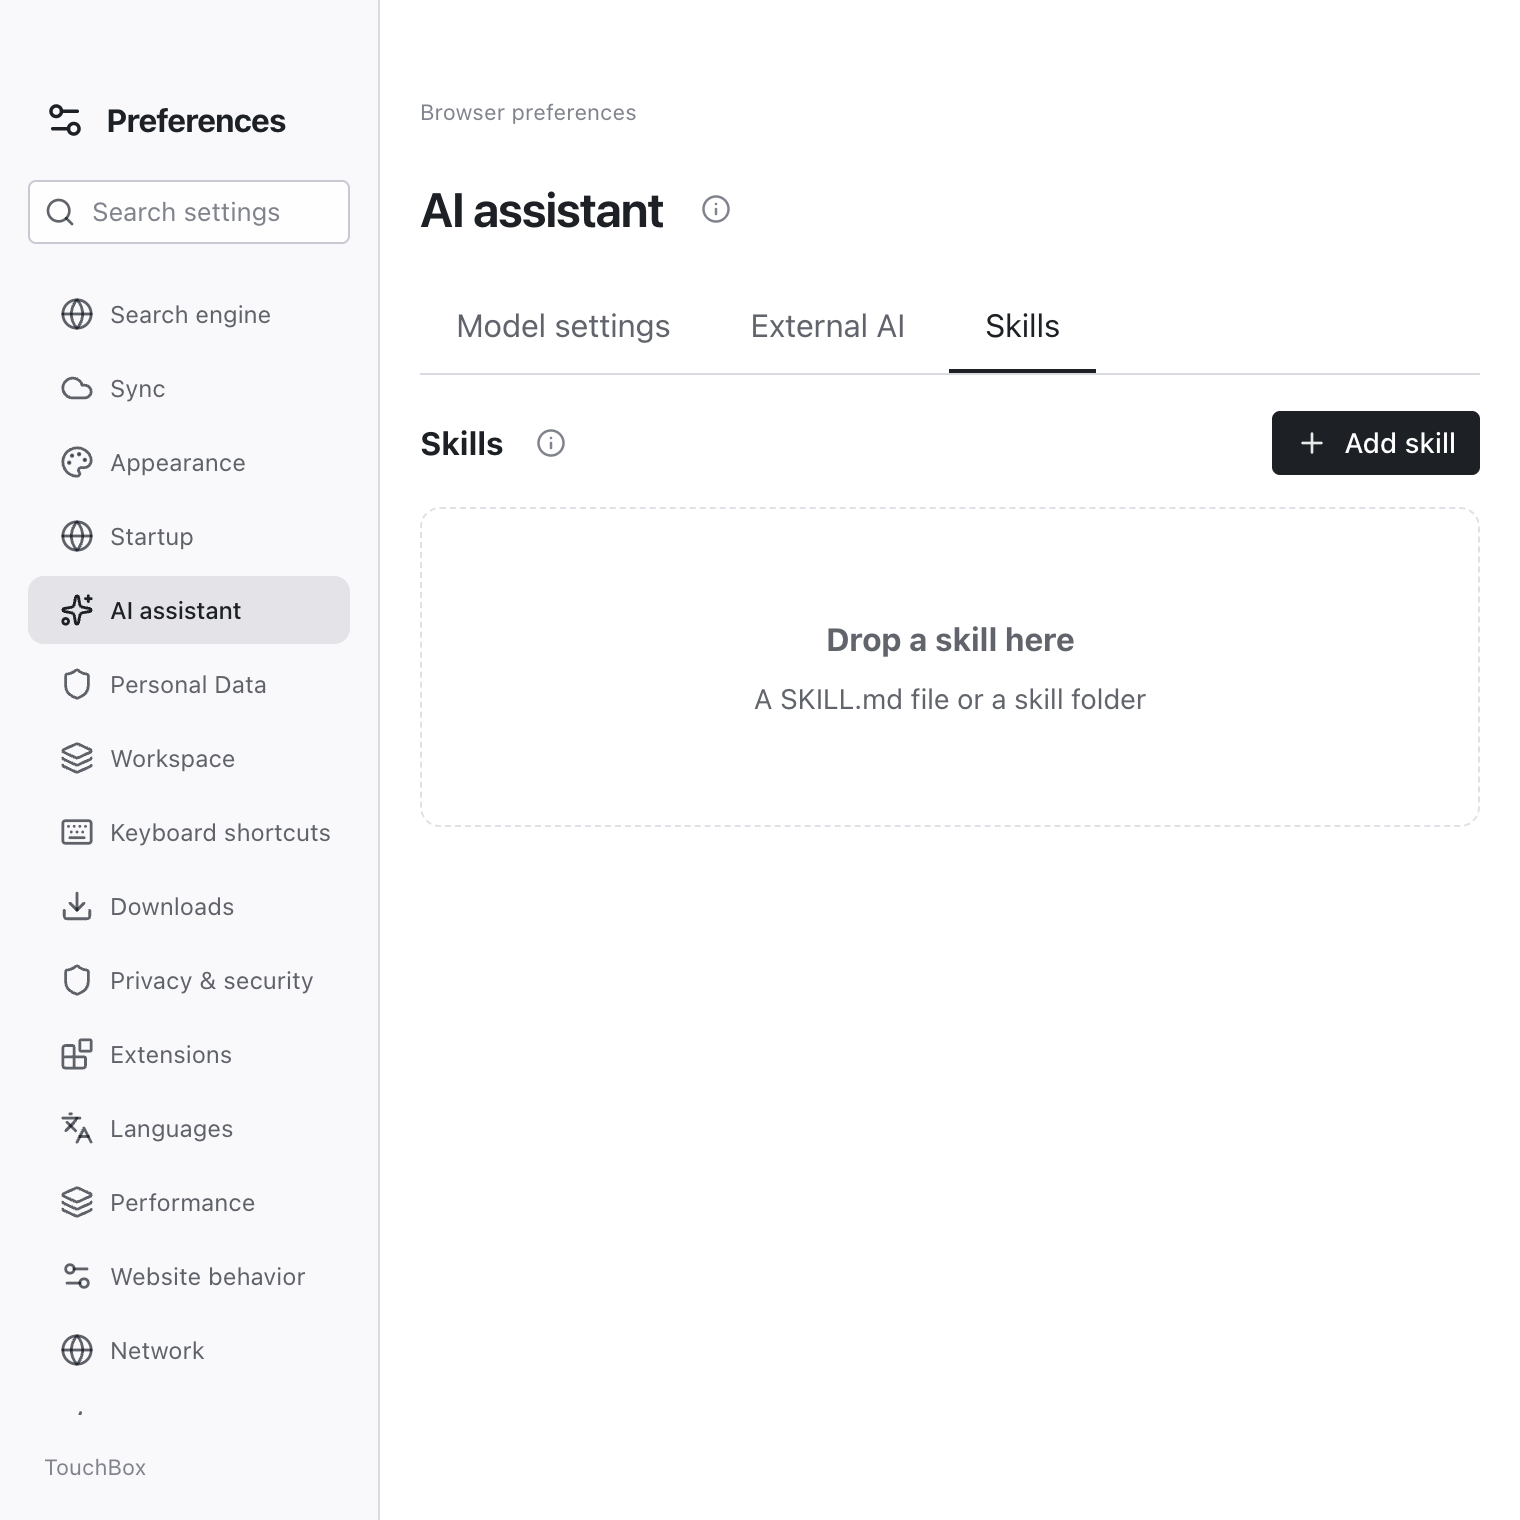 Preferences
Search settings
Search engine
Sync
Appearance
Startup
AI assistant
Personal Data
Workspace
Keyboard shortcuts
Downloads
Privacy & security
Extensions
Languages
Performance
Website behavior
Network
TouchBox
Browser preferences
AI assistant
Model settings External AI Skills
Skills
Add skill
Drop a skill here
A SKILL.md file or a skill folder